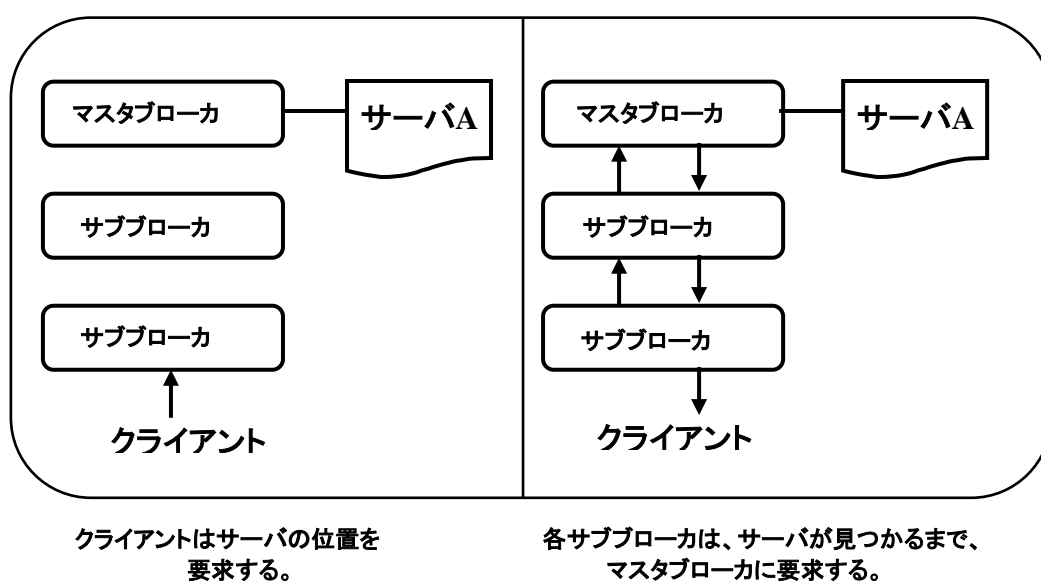 マスタブローカ
サーバA
サブブローカ
サブブローカ
クライアント
マスタブローカ
サーバA
サブブローカ
サブブローカ
クライアント
クライアントはサーバの位置を
要求する。
各サブブローカは、サーバが見つかるまで、
マスタブローカに要求する。